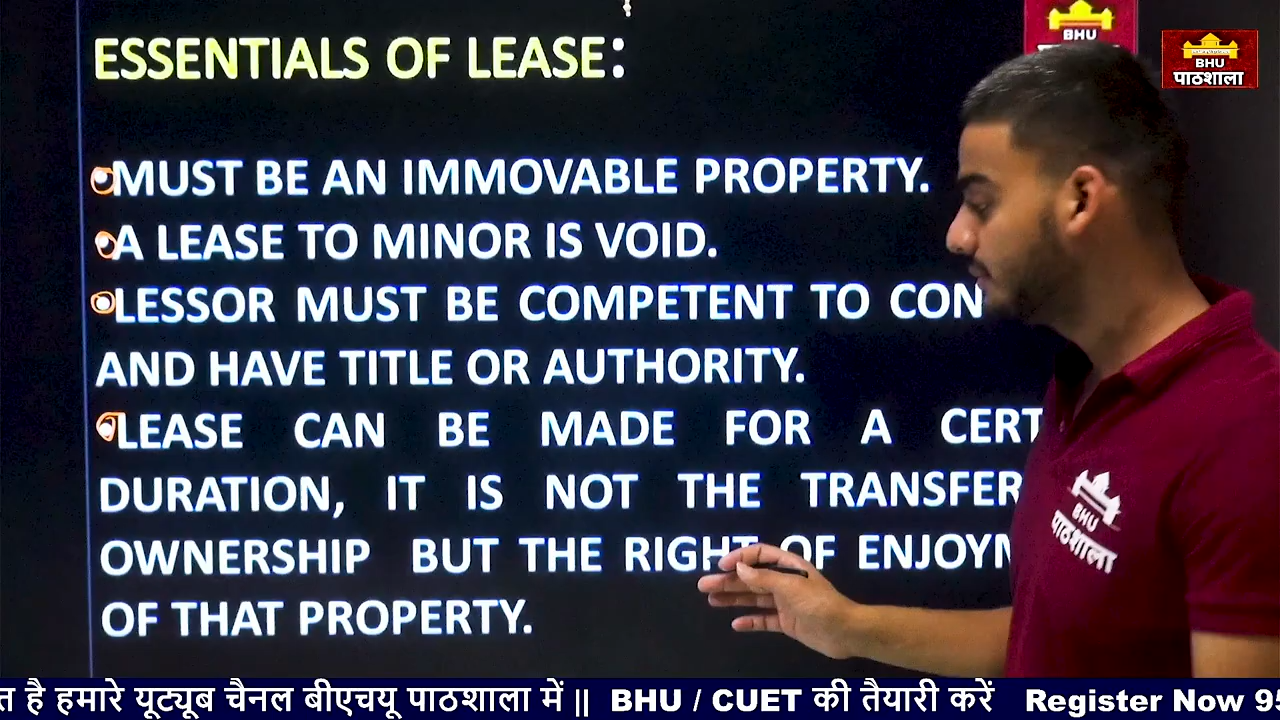 ESSENTIALS OF LEASE:
MUST BE AN IMMOVABLE PROPERTY.
A LEASE TO MINOR IS VOID.
LESSOR MUST BE COMPETENT TO CON
AND HAVE TITLE OR AUTHORITY.
LEASE CAN BE MADE FOR A CERT
DURATION, IT IS NOT THE TRANSFER
OWNERSHIP BUT THE RIGHT OF ENJOYM
OF THAT PROPERTY.
BHU
BHU
पाठशाला
BHU
पाठशाला
त है हमारे यूट्यूब चैनल बीएचयू पाठशाला में || BHU / CUET की तैयारी करें Register Now 95